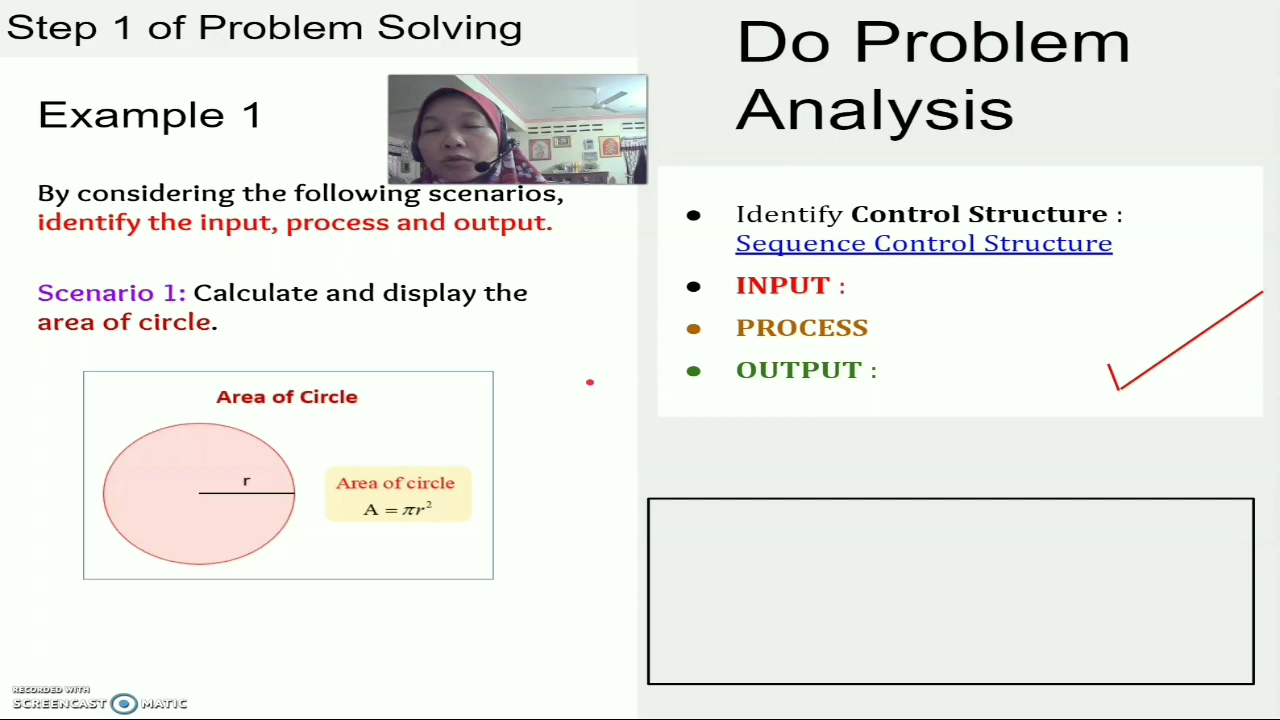 Step 1 of Problem Solving
Example 1
By considering the following scenarios,
identify the input, process and output.
Scenario 1: Calculate and display the
area of circle.
Area of Circle
r
Area of circle
A = πr²
RECORDED WITH
SCREENCAST MATIC
Do Problem
Analysis
● Identify Control Structure :
Sequence Control Structure
● INPUT :
● PROCESS
● OUTPUT :